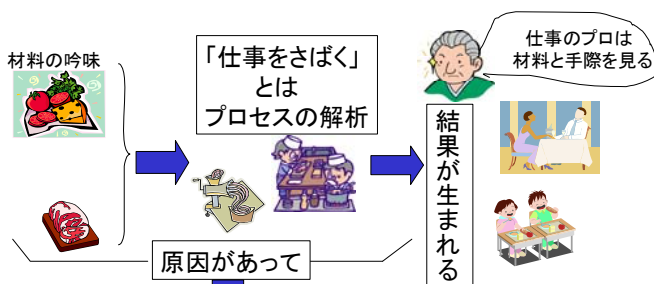 材料の吟味
「仕事をさばく」
とは
プロセスの解析
仕事のプロは
材料と手際を見る
結果が生まれる
原因があって